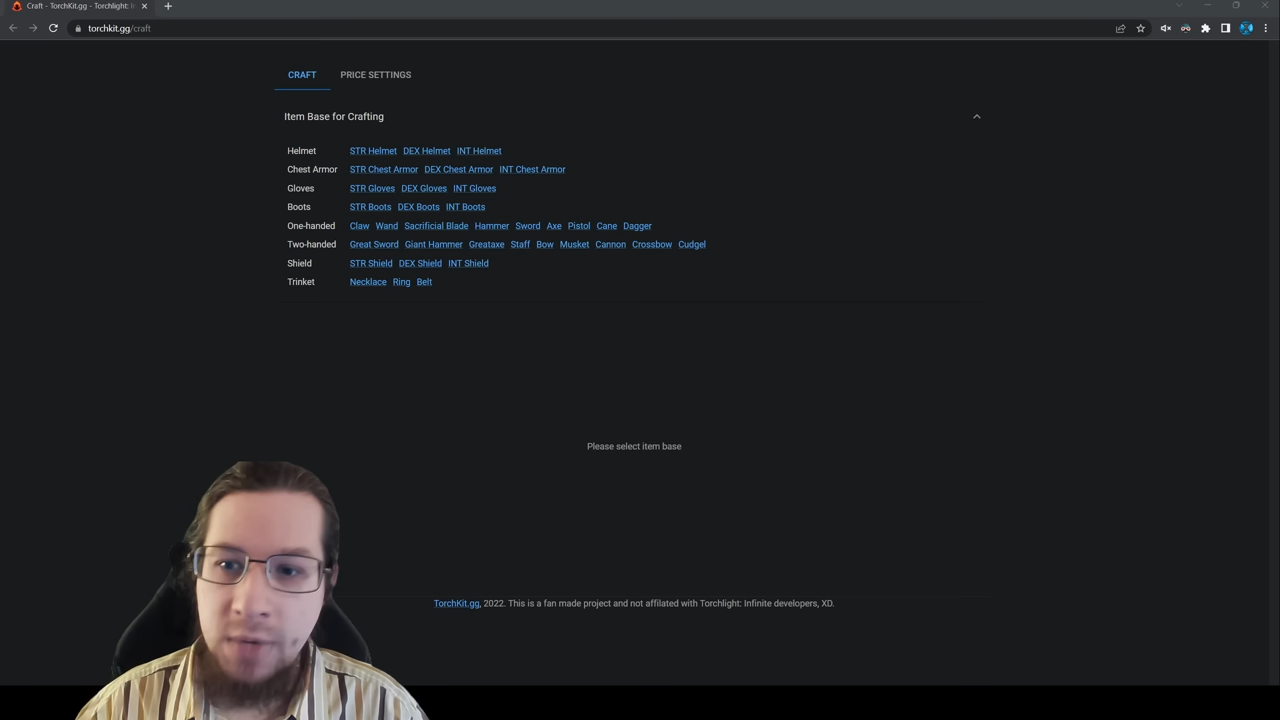 Craft - TorchKit.gg - Torchlight: I
torchkit.gg/craft
CRAFT PRICE SETTINGS
Item Base for Crafting
Helmet STR Helmet DEX Helmet INT Helmet
Chest Armor STR Chest Armor DEX Chest Armor INT Chest Armor
Gloves STR Gloves DEX Gloves INT Gloves
Boots STR Boots DEX Boots INT Boots
One-handed Claw Wand Sacrificial Blade Hammer Sword Axe Pistol Cane Dagger
Two-handed Great Sword Giant Hammer Greataxe Staff Bow Musket Cannon Crossbow Cudgel
Shield STR Shield DEX Shield INT Shield
Trinket Necklace Ring Belt
Please select item base
TorchKit.gg, 2022. This is a fan made project and not affilated with Torchlight: Infinite developers, XD.